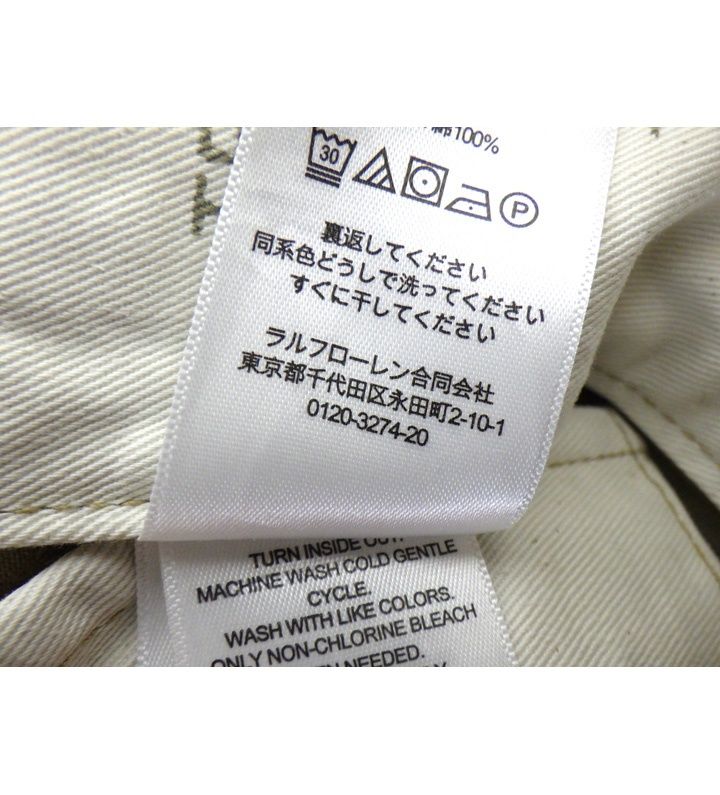 綿100%
30
P
裏返してください
同系色どうしで洗ってください
すぐに干してください
ラルフローレン合同会社
東京都千代田区永田町2-10-1
0120-3274-20
TURN INSIDE OUT.
MACHINE WASH COLD GENTLE
CYCLE.
WASH WITH LIKE COLORS.
ONLY NON-CHLORINE BLEACH
NEEDED.